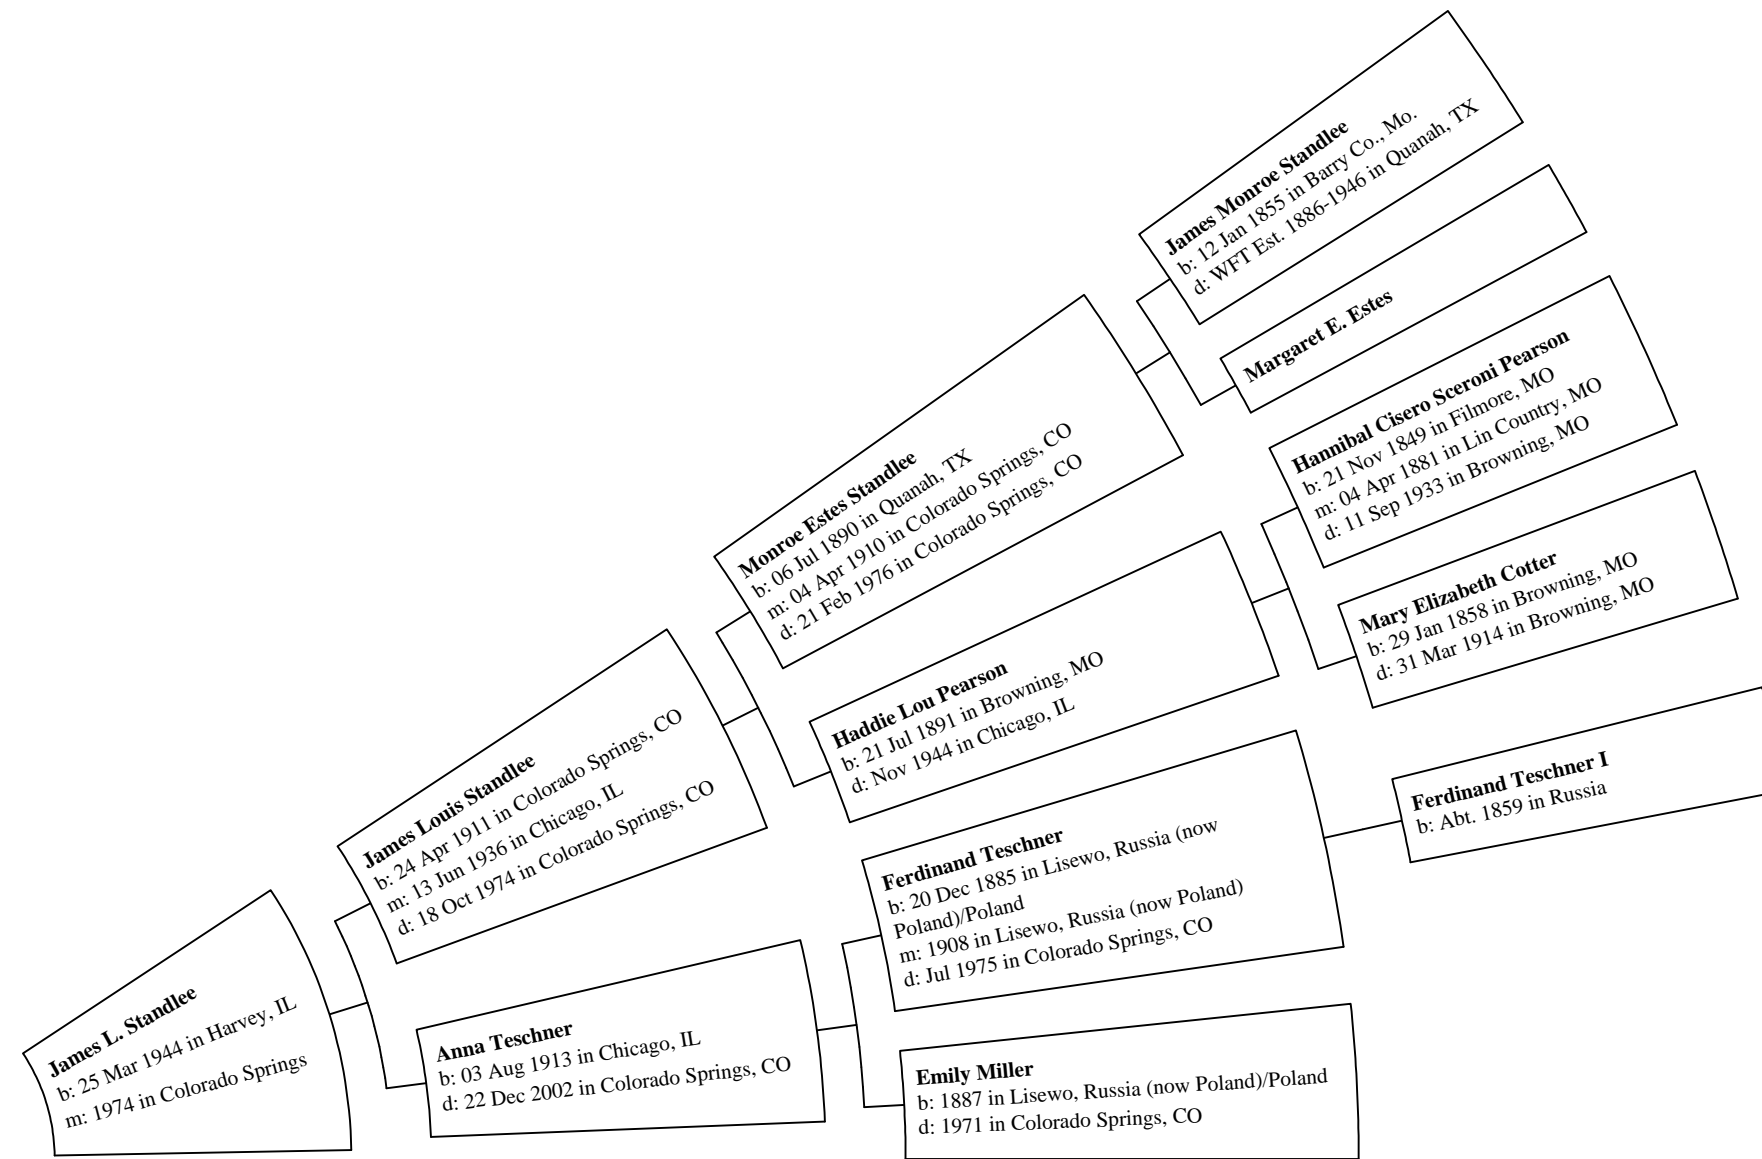 James Monroe Standlee
b: 12 Jan 1855 in Barry Co., Mo.
d: WFT Est. 1886-1946 in Quanah, TX
Margaret E. Estes
Hannibal Cisero Sceroni Pearson
b: 21 Nov 1849 in Filmore, MO
m: 04 Apr 1881 in Lin Country, MO
d: 11 Sep 1933 in Browning, MO
Monroe Estes Standlee
b: 06 Jul 1890 in Quanah, TX
m: 04 Apr 1910 in Colorado Springs, CO
d: 21 Feb 1976 in Colorado Springs, CO
Mary Elizabeth Cotter
b: 29 Jan 1858 in Browning, MO
d: 31 Mar 1914 in Browning, MO
Haddie Lou Pearson
b: 21 Jul 1891 in Browning, MO
d: Nov 1944 in Chicago, IL
James Louis Standlee
b: 24 Apr 1911 in Colorado Springs, CO
m: 13 Jun 1936 in Chicago, IL
d: 18 Oct 1974 in Colorado Springs, CO
Ferdinand Teschner I
b: Abt. 1859 in Russia
Ferdinand Teschner
b: 20 Dec 1885 in Lisewo, Russia (now
Poland)/Poland
m: 1908 in Lisewo, Russia (now Poland)
d: Jul 1975 in Colorado Springs, CO
James L. Standlee
b: 25 Mar 1944 in Harvey, IL
m: 1974 in Colorado Springs
Anna Teschner
b: 03 Aug 1913 in Chicago, IL
d: 22 Dec 2002 in Colorado Springs, CO
Emily Miller
b: 1887 in Lisewo, Russia (now Poland)/Poland
d: 1971 in Colorado Springs, CO